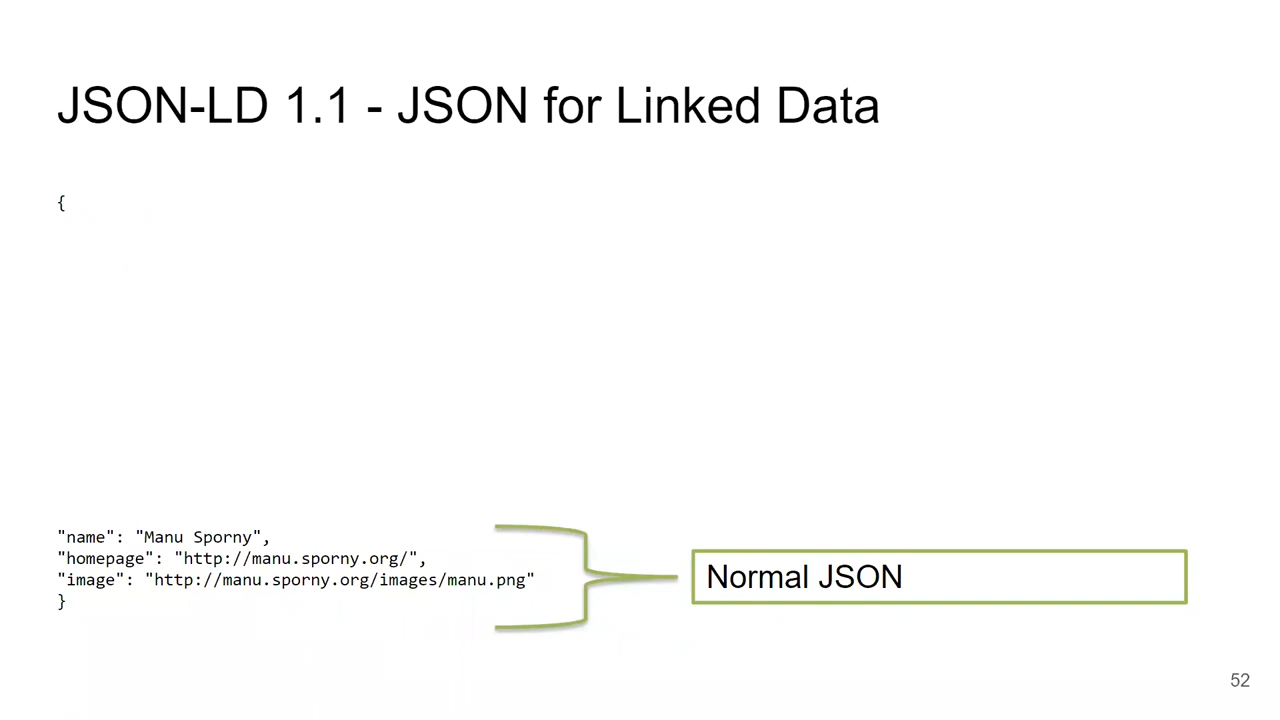 JSON-LD 1.1 - JSON for Linked Data
{
"name": "Manu Sporny",
"homepage": "http://manu.sporny.org/",
"image": "http://manu.sporny.org/images/manu.png"
}
Normal JSON
52